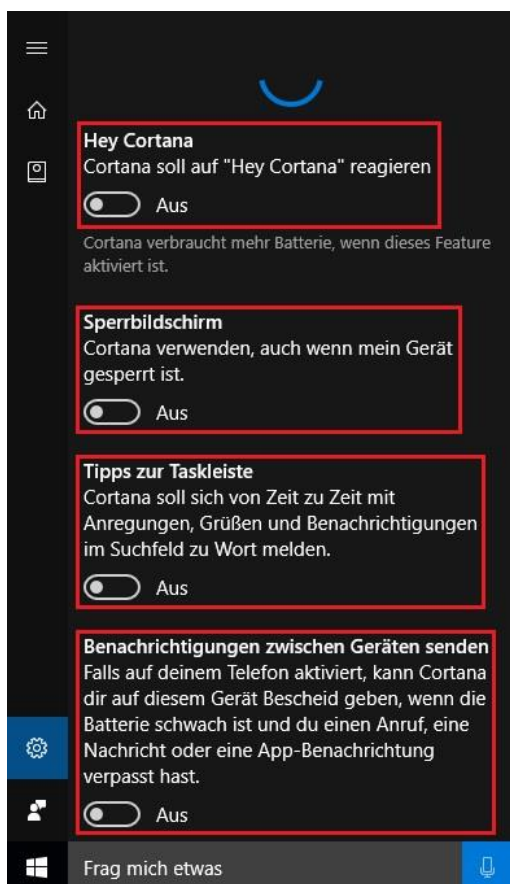 Hey Cortana
Cortana soll auf "Hey Cortana" reagieren
Aus
Cortana verbraucht mehr Batterie, wenn dieses Feature
aktiviert ist.
Sperrbildschirm
Cortana verwenden, auch wenn mein Gerät
gesperrt ist.
Aus
Tipps zur Taskleiste
Cortana soll sich von Zeit zu Zeit mit
Anregungen, Grüßen und Benachrichtigungen
im Suchfeld zu Wort melden.
Aus
Benachrichtigungen zwischen Geräten senden
Falls auf deinem Telefon aktiviert, kann Cortana
dir auf diesem Gerät Bescheid geben, wenn die
Batterie schwach ist und du einen Anruf, eine
Nachricht oder eine App-Benachrichtung
verpasst hast.
Aus
Frag mich etwas